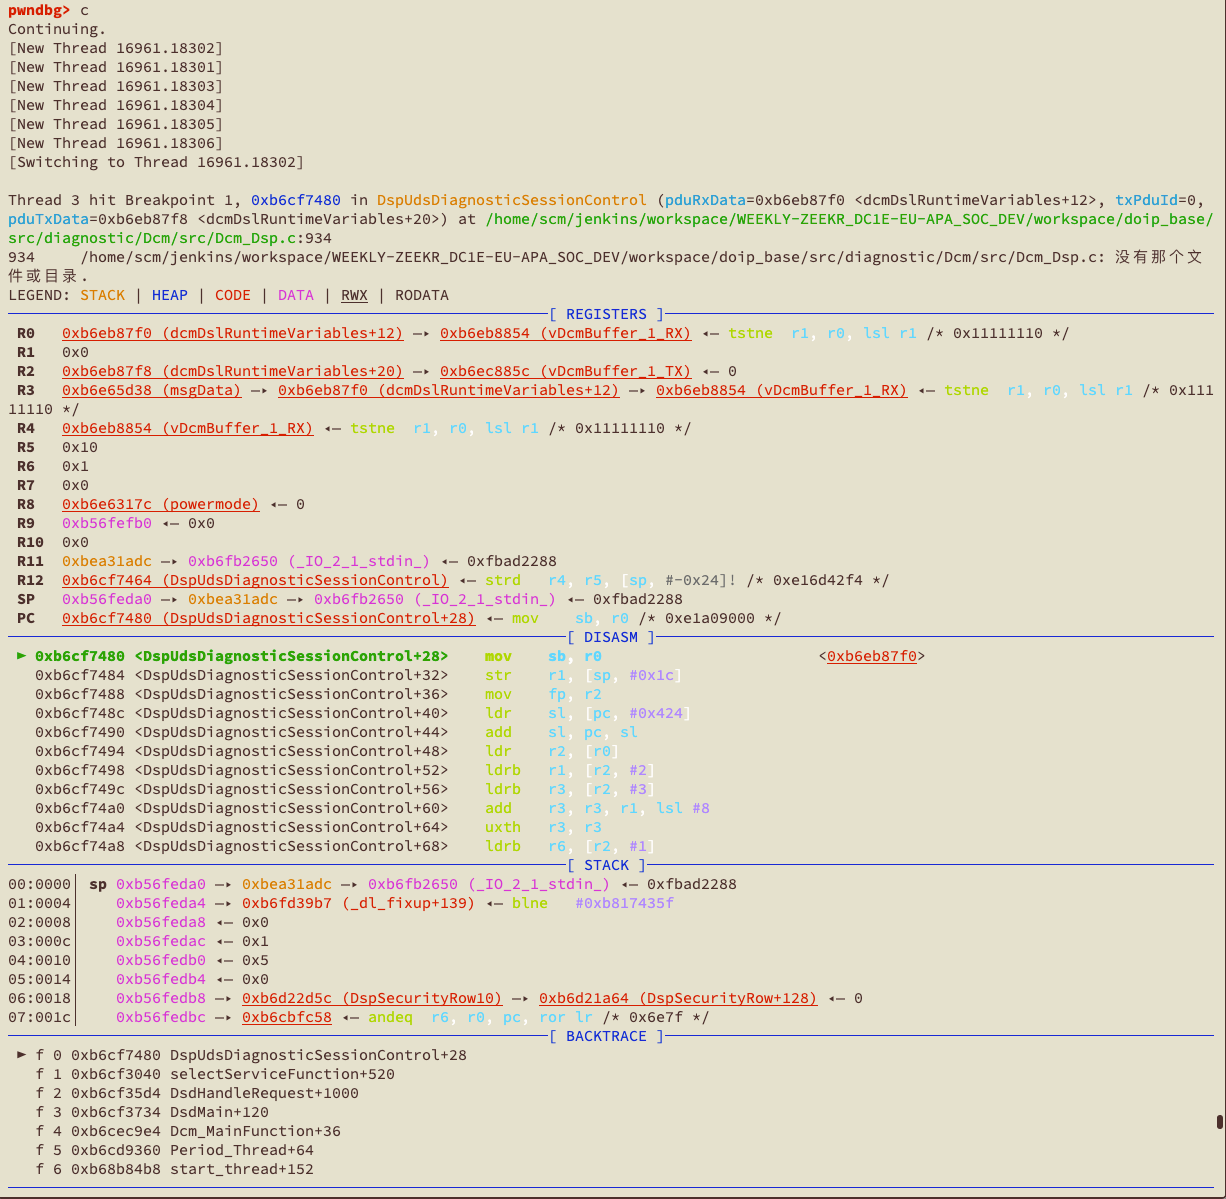 pwndbg> c
Continuing.
[New Thread 16961.18302]
[New Thread 16961.18301]
[New Thread 16961.18303]
[New Thread 16961.18304]
[New Thread 16961.18305]
[New Thread 16961.18306]
[Switching to Thread 16961.18302]
Thread 3 hit Breakpoint 1, 0xb6cf7480 in DspUdsDiagnosticSessionControl (pduRxData=0xb6eb87f0 <dcmDslRuntimeVariables+12>, txPduId=0,
pduTxData=0xb6eb87f8 <dcmDslRuntimeVariables+20>) at /home/scm/jenkins/workspace/WEEKLY-ZEEKR_DC1E-EU-APA_SOC_DEV/workspace/doip_base/
src/diagnostic/Dcm/src/Dcm_Dsp.c:934
934     /home/scm/jenkins/workspace/WEEKLY-ZEEKR_DC1E-EU-APA_SOC_DEV/workspace/doip_base/src/diagnostic/Dcm/src/Dcm_Dsp.c: 没有那个文
件或目录.
LEGEND: STACK | HEAP | CODE | DATA | RWX | RODATA
[ REGISTERS ]
R0   0xb6eb87f0 (dcmDslRuntimeVariables+12) —▸ 0xb6eb8854 (vDcmBuffer_1_RX) ◂— tstne  r1, r0, lsl r1 /* 0x11111110 */
R1   0x0
R2   0xb6eb87f8 (dcmDslRuntimeVariables+20) —▸ 0xb6ec885c (vDcmBuffer_1_TX) ◂— 0
R3   0xb6e65d38 (msgData) —▸ 0xb6eb87f0 (dcmDslRuntimeVariables+12) —▸ 0xb6eb8854 (vDcmBuffer_1_RX) ◂— tstne  r1, r0, lsl r1 /* 0x111
11110 */
R4   0xb6eb8854 (vDcmBuffer_1_RX) ◂— tstne  r1, r0, lsl r1 /* 0x11111110 */
R5   0x10
R6   0x1
R7   0x0
R8   0xb6e6317c (powermode) ◂— 0
R9   0xb56fefb0 ◂— 0x0
R10  0x0
R11  0xbea31adc —▸ 0xb6fb2650 (_IO_2_1_stdin_) ◂— 0xfbad2288
R12  0xb6cf7464 (DspUdsDiagnosticSessionControl) ◂— strd   r4, r5, [sp, #-0x24]! /* 0xe16d42f4 */
SP   0xb56feda0 —▸ 0xbea31adc —▸ 0xb6fb2650 (_IO_2_1_stdin_) ◂— 0xfbad2288
PC   0xb6cf7480 (DspUdsDiagnosticSessionControl+28) ◂— mov    sb, r0 /* 0xe1a09000 */
[ DISASM ]
► 0xb6cf7480 <DspUdsDiagnosticSessionControl+28>    mov    sb, r0                        <0xb6eb87f0>
0xb6cf7484 <DspUdsDiagnosticSessionControl+32>    str    r1, [sp, #0x1c]
0xb6cf7488 <DspUdsDiagnosticSessionControl+36>    mov    fp, r2
0xb6cf748c <DspUdsDiagnosticSessionControl+40>    ldr    sl, [pc, #0x424]
0xb6cf7490 <DspUdsDiagnosticSessionControl+44>    add    sl, pc, sl
0xb6cf7494 <DspUdsDiagnosticSessionControl+48>    ldr    r2, [r0]
0xb6cf7498 <DspUdsDiagnosticSessionControl+52>    ldrb   r1, [r2, #2]
0xb6cf749c <DspUdsDiagnosticSessionControl+56>    ldrb   r3, [r2, #3]
0xb6cf74a0 <DspUdsDiagnosticSessionControl+60>    add    r3, r3, r1, lsl #8
0xb6cf74a4 <DspUdsDiagnosticSessionControl+64>    uxth   r3, r3
0xb6cf74a8 <DspUdsDiagnosticSessionControl+68>    ldrb   r6, [r2, #1]
[ STACK ]
00:0000│ sp 0xb56feda0 —▸ 0xbea31adc —▸ 0xb6fb2650 (_IO_2_1_stdin_) ◂— 0xfbad2288
01:0004│    0xb56feda4 —▸ 0xb6fd39b7 (_dl_fixup+139) ◂— blne   #0xb817435f
02:0008│    0xb56feda8 ◂— 0x0
03:000c│    0xb56fedac ◂— 0x1
04:0010│    0xb56fedb0 ◂— 0x5
05:0014│    0xb56fedb4 ◂— 0x0
06:0018│    0xb56fedb8 —▸ 0xb6d22d5c (DspSecurityRow10) —▸ 0xb6d21a64 (DspSecurityRow+128) ◂— 0
07:001c│    0xb56fedbc —▸ 0xb6cbfc58 ◂— andeq  r6, r0, pc, ror lr /* 0x6e7f */
[ BACKTRACE ]
► f 0 0xb6cf7480 DspUdsDiagnosticSessionControl+28
f 1 0xb6cf3040 selectServiceFunction+520
f 2 0xb6cf35d4 DsdHandleRequest+1000
f 3 0xb6cf3734 DsdMain+120
f 4 0xb6cec9e4 Dcm_MainFunction+36
f 5 0xb6cd9360 Period_Thread+64
f 6 0xb68b84b8 start_thread+152